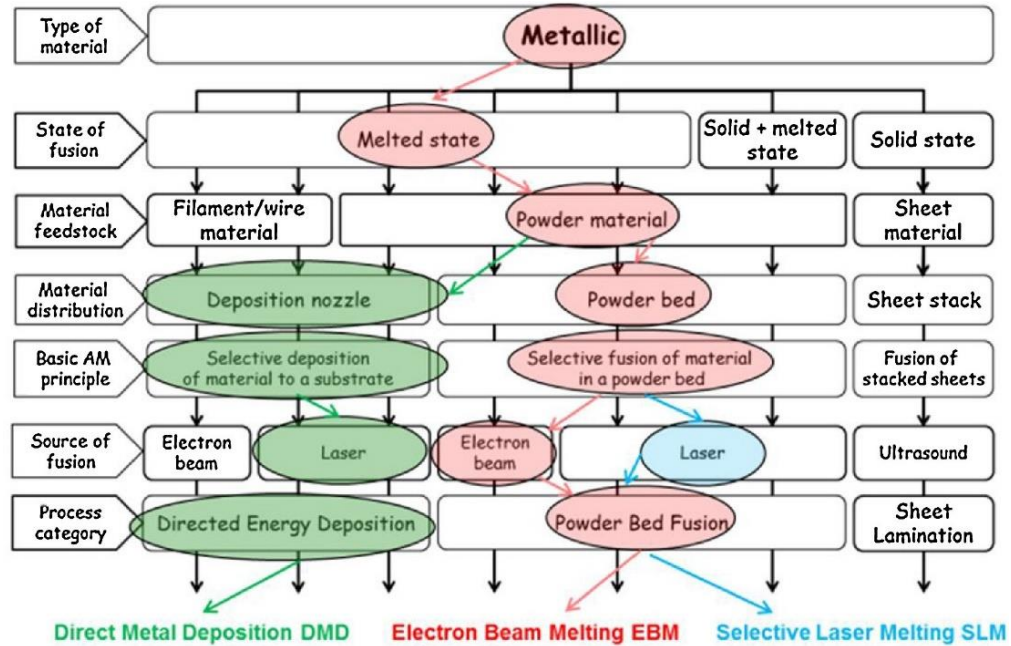 Type of
material
Metallic
State of
fusion
Melted state
Solid + melted
state
Solid state
Material
feedstock
Filament/wire
material
Powder material
Sheet
material
Material
distribution
Deposition nozzle
Powder bed
Sheet stack
Basic AM
principle
Selective deposition
of material to a substrate
Selective fusion of material
in a powder bed
Fusion of
stacked sheets
Source of
fusion
Electron
beam
Laser
Electron
beam
Laser
Ultrasound
Process
category
Directed Energy Deposition
Powder Bed Fusion
Sheet
Lamination
Direct Metal Deposition DMD
Electron Beam Melting EBM
Selective Laser Melting SLM